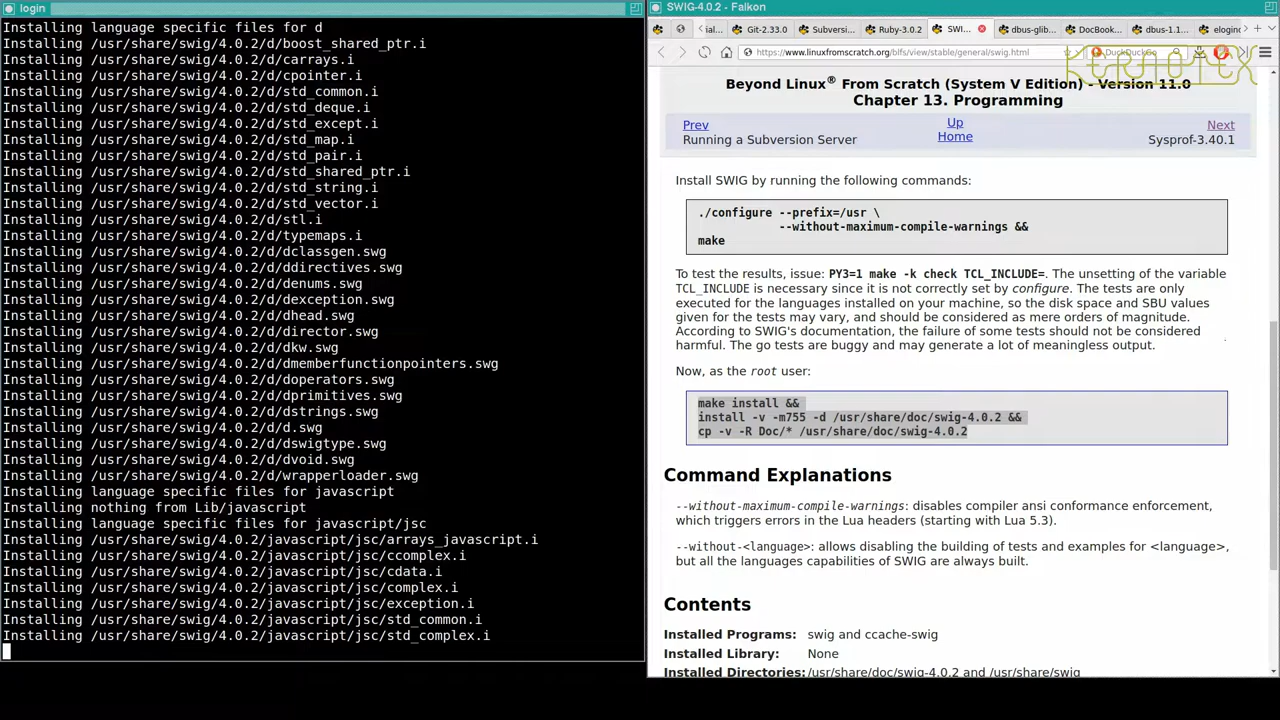 login
Installing language specific files for d
Installing /usr/share/swig/4.0.2/d/boost_shared_ptr.i
Installing /usr/share/swig/4.0.2/d/carrays.i
Installing /usr/share/swig/4.0.2/d/cpointer.i
Installing /usr/share/swig/4.0.2/d/std_common.i
Installing /usr/share/swig/4.0.2/d/std_deque.i
Installing /usr/share/swig/4.0.2/d/std_except.i
Installing /usr/share/swig/4.0.2/d/std_map.i
Installing /usr/share/swig/4.0.2/d/std_pair.i
Installing /usr/share/swig/4.0.2/d/std_shared_ptr.i
Installing /usr/share/swig/4.0.2/d/std_string.i
Installing /usr/share/swig/4.0.2/d/std_vector.i
Installing /usr/share/swig/4.0.2/d/stl.i
Installing /usr/share/swig/4.0.2/d/typemaps.i
Installing /usr/share/swig/4.0.2/d/dclassgen.swg
Installing /usr/share/swig/4.0.2/d/ddirectives.swg
Installing /usr/share/swig/4.0.2/d/denums.swg
Installing /usr/share/swig/4.0.2/d/dexception.swg
Installing /usr/share/swig/4.0.2/d/dhead.swg
Installing /usr/share/swig/4.0.2/d/director.swg
Installing /usr/share/swig/4.0.2/d/dkw.swg
Installing /usr/share/swig/4.0.2/d/dmemberfunctionpointers.swg
Installing /usr/share/swig/4.0.2/d/doperators.swg
Installing /usr/share/swig/4.0.2/d/dprimitives.swg
Installing /usr/share/swig/4.0.2/d/dstrings.swg
Installing /usr/share/swig/4.0.2/d/d.swg
Installing /usr/share/swig/4.0.2/d/dswigtype.swg
Installing /usr/share/swig/4.0.2/d/dvoid.swg
Installing /usr/share/swig/4.0.2/d/wrapperloader.swg
Installing language specific files for javascript
Installing nothing from Lib/javascript
Installing language specific files for javascript/jsc
Installing /usr/share/swig/4.0.2/javascript/jsc/arrays_javascript.i
Installing /usr/share/swig/4.0.2/javascript/jsc/ccomplex.i
Installing /usr/share/swig/4.0.2/javascript/jsc/cdata.i
Installing /usr/share/swig/4.0.2/javascript/jsc/complex.i
Installing /usr/share/swig/4.0.2/javascript/jsc/exception.i
Installing /usr/share/swig/4.0.2/javascript/jsc/std_common.i
Installing /usr/share/swig/4.0.2/javascript/jsc/std_complex.i
SWIG-4.0.2 - Falkon
Git-2.33.0 Subversi… Ruby-3.0.2 SWI… dbus-glib… DocBook… dbus-1.1… elogin
https://www.linuxfromscratch.org/blfs/view/stable/general/swig.html DuckDuckGo
KERNOTEX
Beyond Linux® From Scratch (System V Edition) - Version 11.0
Chapter 13. Programming
Prev Up Next
Running a Subversion Server Home Sysprof-3.40.1
Install SWIG by running the following commands:
./configure --prefix=/usr \
--without-maximum-compile-warnings &&
make
To test the results, issue: PY3=1 make -k check TCL_INCLUDE=. The unsetting of the variable
TCL_INCLUDE is necessary since it is not correctly set by configure. The tests are only
executed for the languages installed on your machine, so the disk space and SBU values
given for the tests may vary, and should be considered as mere orders of magnitude.
According to SWIG's documentation, the failure of some tests should not be considered
harmful. The go tests are buggy and may generate a lot of meaningless output.
Now, as the root user:
make install &&
install -v -m755 -d /usr/share/doc/swig-4.0.2 &&
cp -v -R Doc/* /usr/share/doc/swig-4.0.2
Command Explanations
--without-maximum-compile-warnings: disables compiler ansi conformance enforcement,
which triggers errors in the Lua headers (starting with Lua 5.3).
--without-<language>: allows disabling the building of tests and examples for <language>,
but all the languages capabilities of SWIG are always built.
Contents
Installed Programs: swig and ccache-swig
Installed Library: None
Installed Directories: /usr/share/doc/swig-4.0.2 and /usr/share/swig